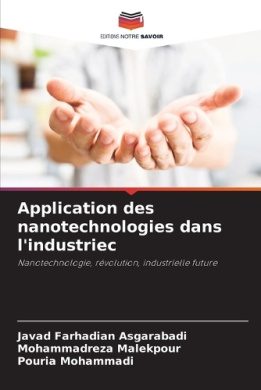 EDITIONS NOTRE SAVOIR
Application des
nanotechnologies dans
l'industriec
Nanotechnologie, révolution, industrielle future
Javad Farhadian Asgarabadi
Mohammadreza Malekpour
Pouria Mohammadi